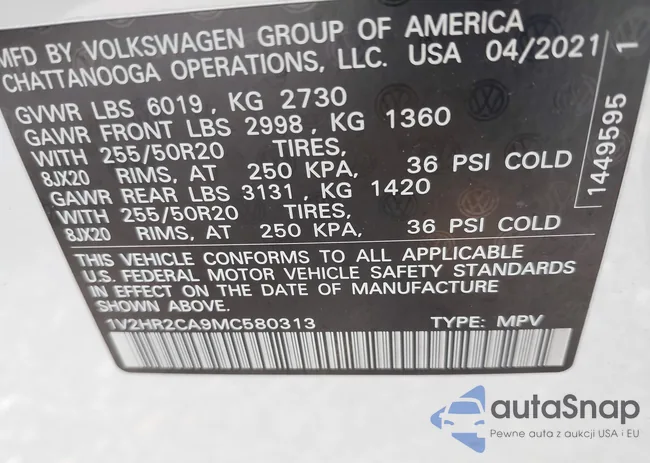 MFD BY VOLKSWAGEN GROUP OF AMERICA
CHATTANOOGA OPERATIONS, LLC. USA 04/2021
GVWR LBS 6019, KG 2730
GAWR FRONT LBS 2998, KG 1360
WITH 255/50R20 TIRES,
8JX20 RIMS, AT 250 KPA, 36 PSI COLD
GAWR REAR LBS 3131, KG 1420
WITH 255/50R20 TIRES,
8JX20 RIMS, AT 250 KPA, 36 PSI COLD
THIS VEHICLE CONFORMS TO ALL APPLICABLE
U.S. FEDERAL MOTOR VEHICLE SAFETY STANDARDS
IN EFFECT ON THE DATE OF MANUFACTURE
SHOWN ABOVE.
1V2HR2CA9MC580313 TYPE: MPV
1449595 1
autaSnap
Pewne auta z aukcji USA i EU